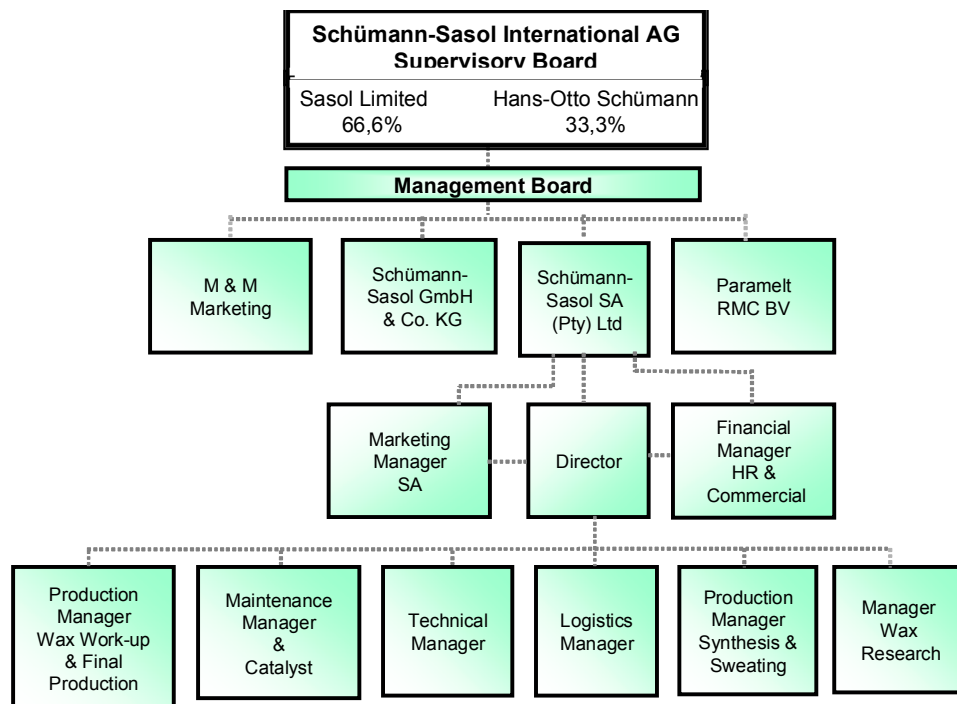 Schümann-Sasol International AG
Supervisory Board
Sasol Limited
66,6%
Hans-Otto Schümann
33,3%
Management Board
M & M
Marketing
Schümann-
Sasol GmbH
& Co. KG
Schümann-
Sasol SA
(Pty) Ltd
Paramelt
RMC BV
Marketing
Manager
SA
Director
Financial
Manager
HR &
Commercial
Production
Manager
Wax Work-up
& Final
Production
Maintenance
Manager
&
Catalyst
Technical
Manager
Logistics
Manager
Production
Manager
Synthesis &
Sweating
Manager
Wax
Research